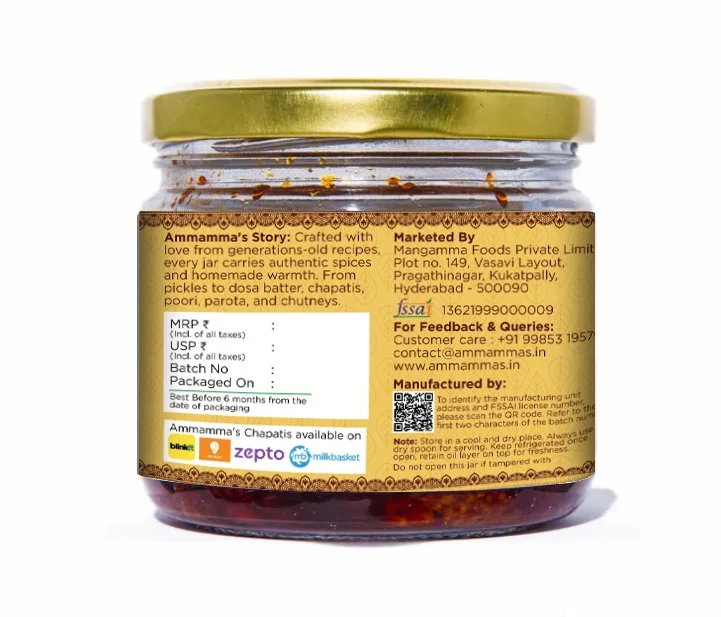 Ammamma's Story: Crafted with
love from generations-old recipes,
every jar carries authentic spices
and homemade warmth. From
pickles to dosa batter, chapatis,
poori, parota, and chutneys.
MRP ₹ :
(Incl. of all taxes)
USP ₹ :
(Incl. of all taxes)
Batch No :
Packaged On :
Best Before 6 months from the
date of packaging
Ammamma's Chapatis available on
blinkit
zepto
mb milkbasket
Marketed By
Mangamma Foods Private Limit
Plot no. 149, Vasavi Layout,
Pragathinagar, Kukatpally,
Hyderabad - 500090
fssai 13621999000009
For Feedback & Queries:
Customer care : +91 99853 1957
contact@ammammas.in
www.ammammas.in
Manufactured by:
To identify the manufacturing unit
address and FSSAI license number,
please scan the QR code. Refer to the
first two characters of the batch
Note: Store in a cool and dry place. Always use
dry spoon for serving. Keep refrigerated once
open, retain oil layer on top for freshness.
Do not open this jar if tampered with